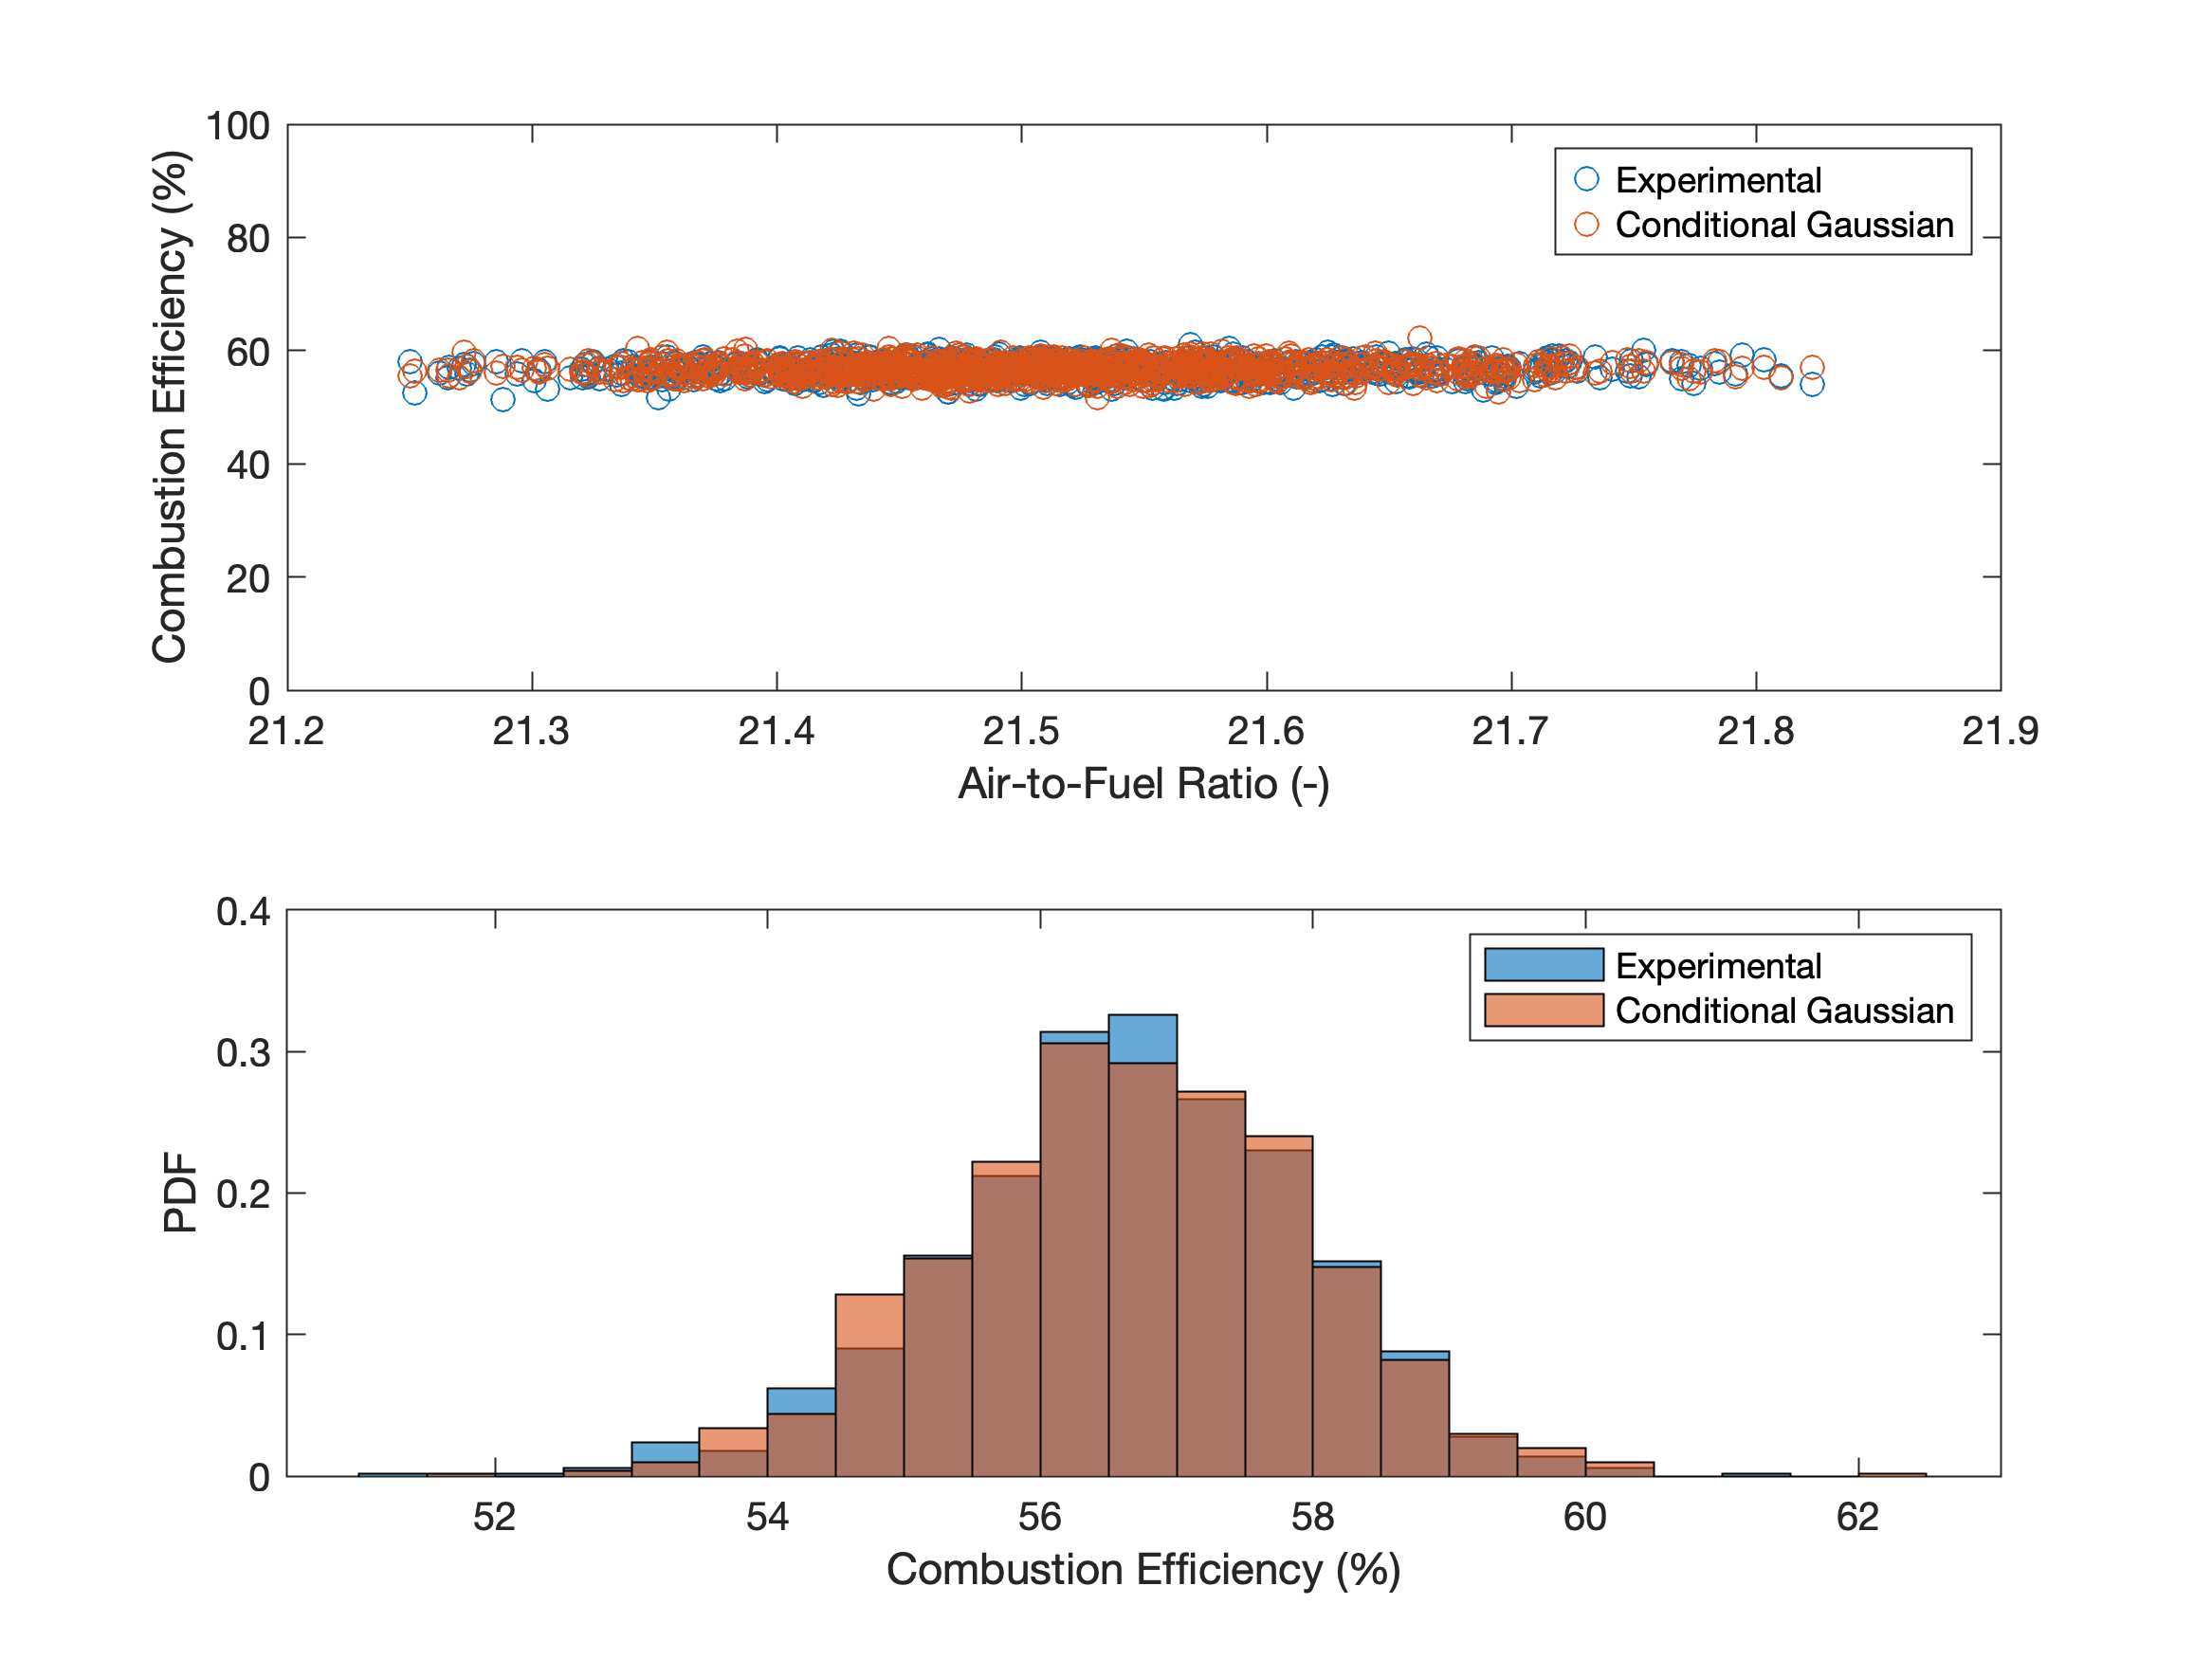 100
80
60
40
20
0
Combustion Efficiency (%)
Experimental
Conditional Gaussian
21.2 21.3 21.4 21.5 21.6 21.7 21.8 21.9
Air-to-Fuel Ratio (-)
0.4
0.3
0.2
0.1
0
PDF
Experimental
Conditional Gaussian
52 54 56 58 60 62
Combustion Efficiency (%)